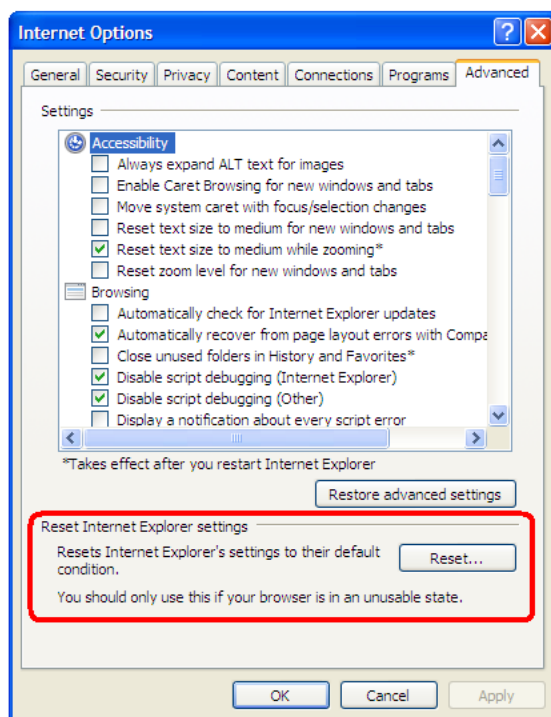 Internet Options
General Security Privacy Content Connections Programs Advanced
Settings
Accessibility
Always expand ALT text for images
Enable Caret Browsing for new windows and tabs
Move system caret with focus/selection changes
Reset text size to medium for new windows and tabs
Reset text size to medium while zooming*
Reset zoom level for new windows and tabs
Browsing
Automatically check for Internet Explorer updates
Automatically recover from page layout errors with Compa
Close unused folders in History and Favorites*
Disable script debugging (Internet Explorer)
Disable script debugging (Other)
Display a notification about every script error
*Takes effect after you restart Internet Explorer
Restore advanced settings
Reset Internet Explorer settings
Resets Internet Explorer's settings to their default
condition.
Reset...
You should only use this if your browser is in an unusable state.
OK Cancel Apply